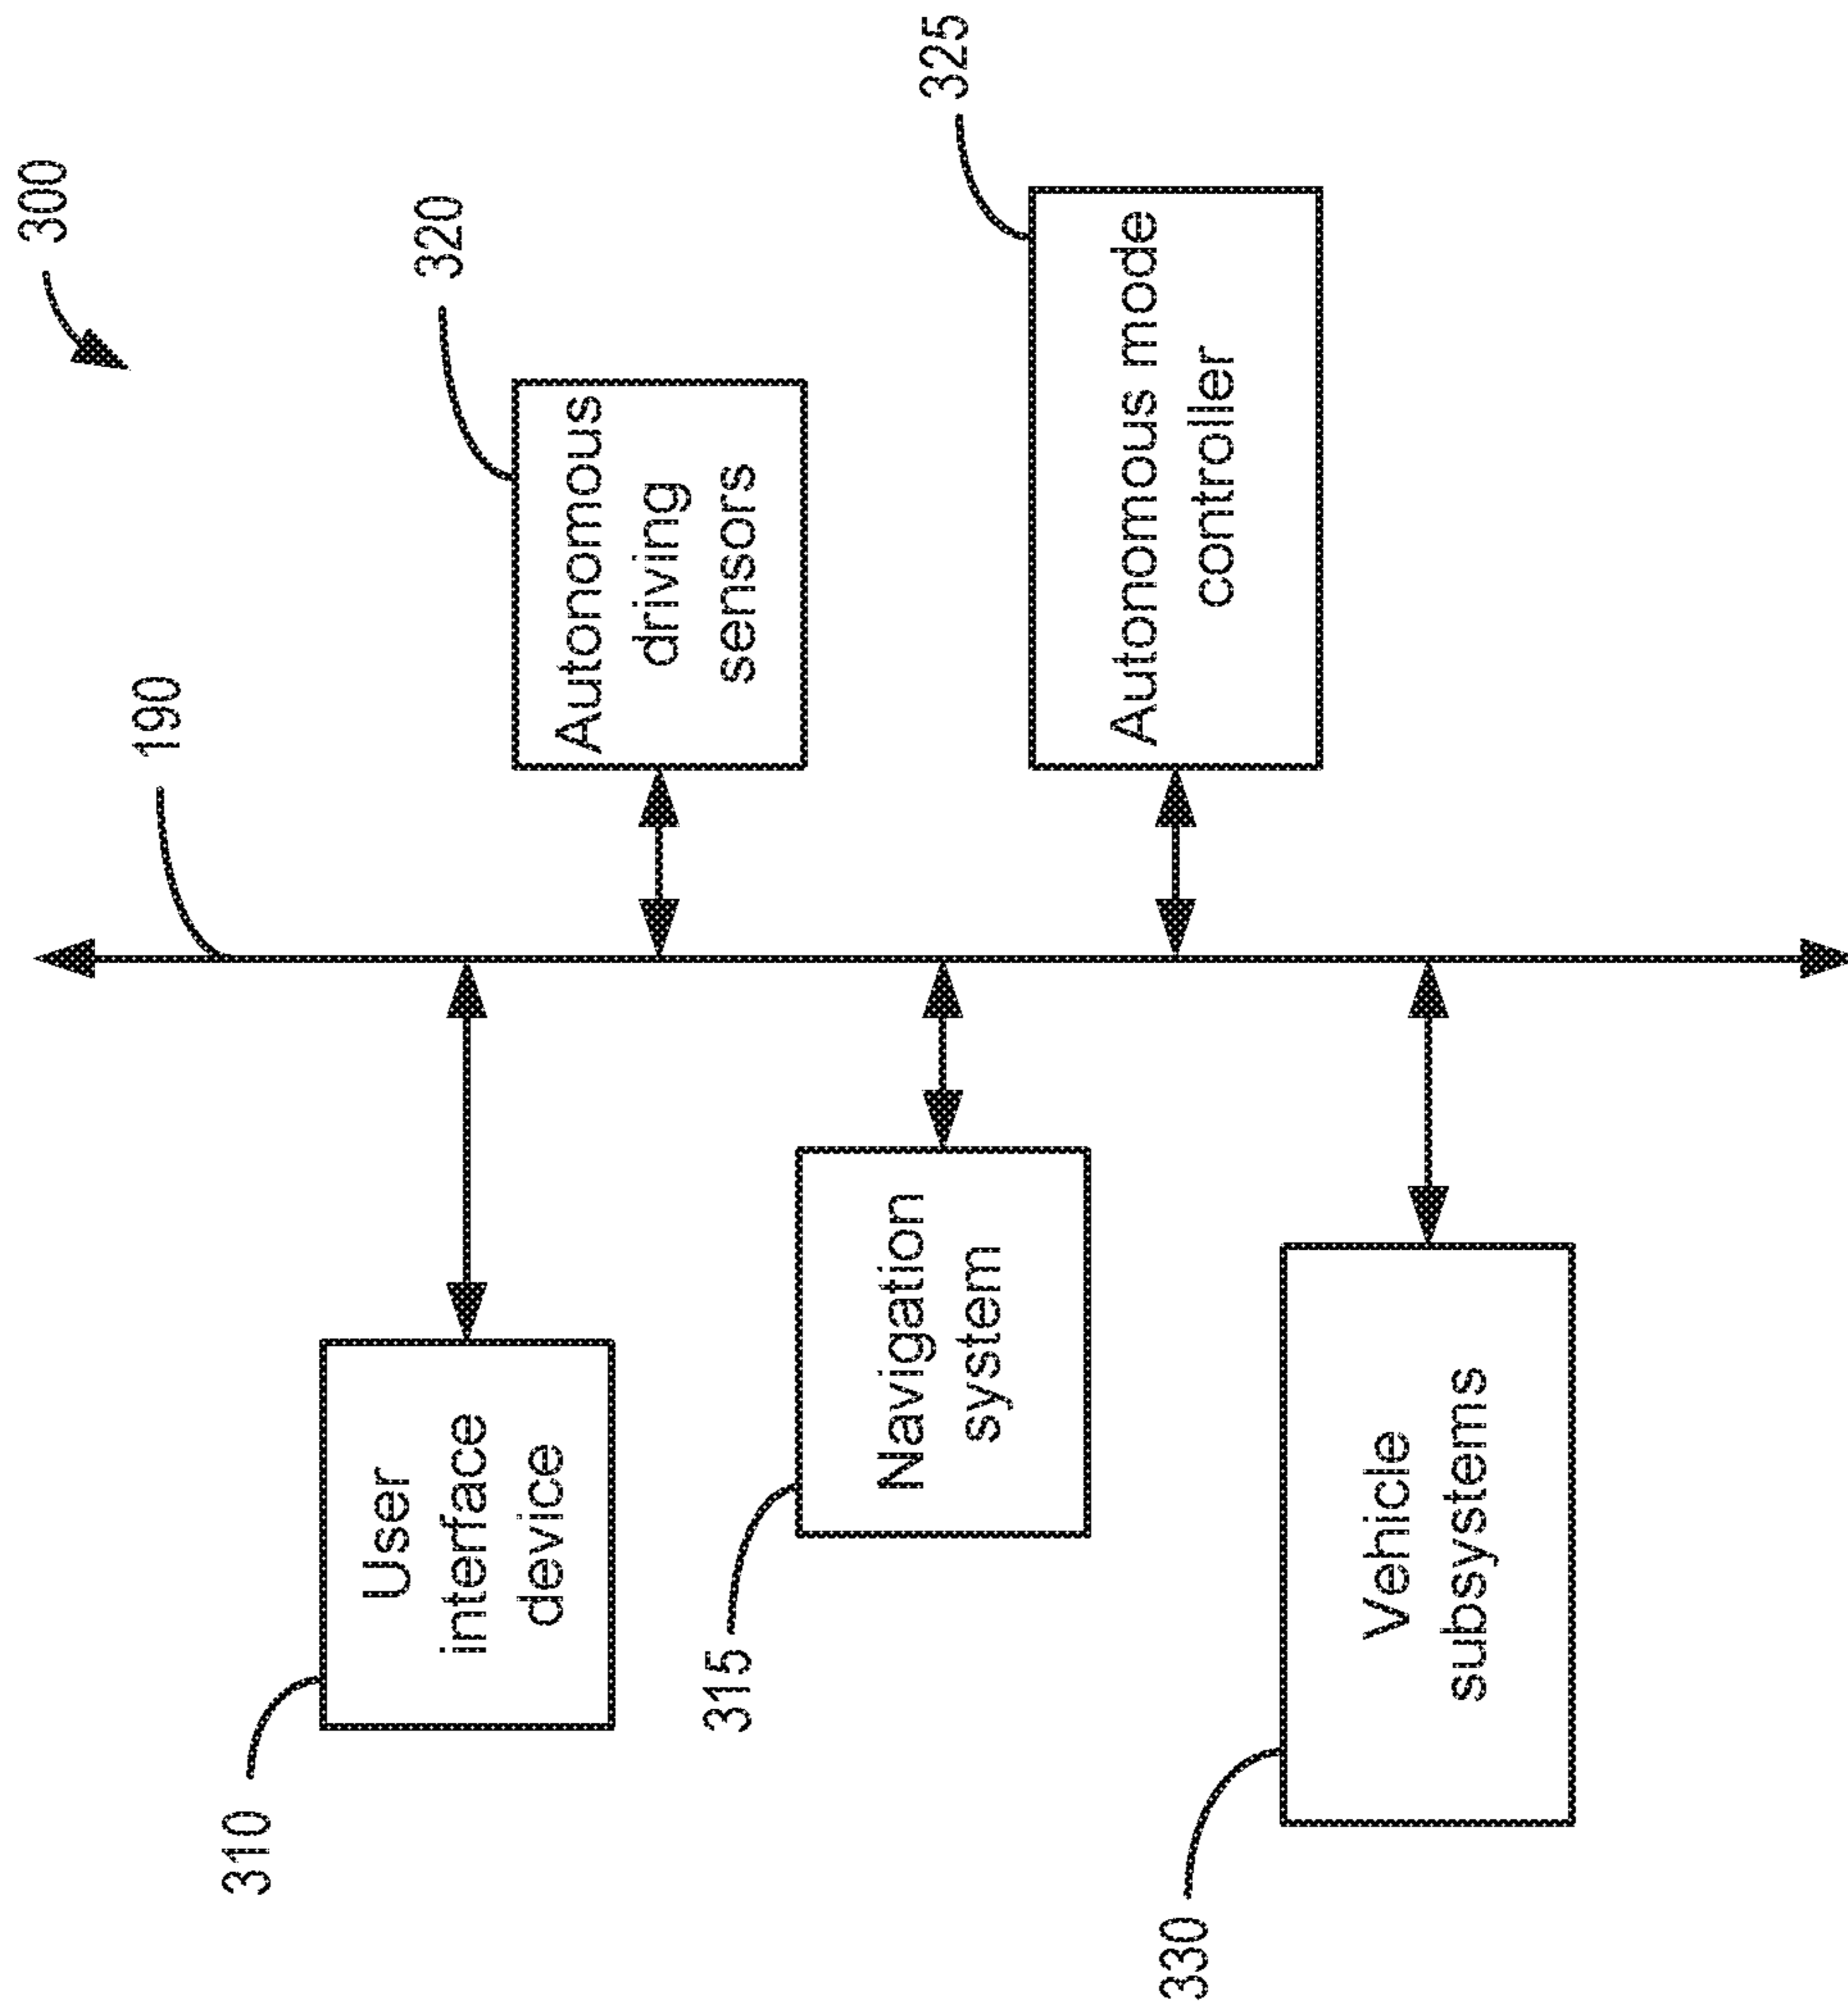 300
190
320
Autonomous
driving
sensors
325
Autonomous mode
controller
310
User
interface
device
315
Navigation
system
330
Vehicle
subsystems